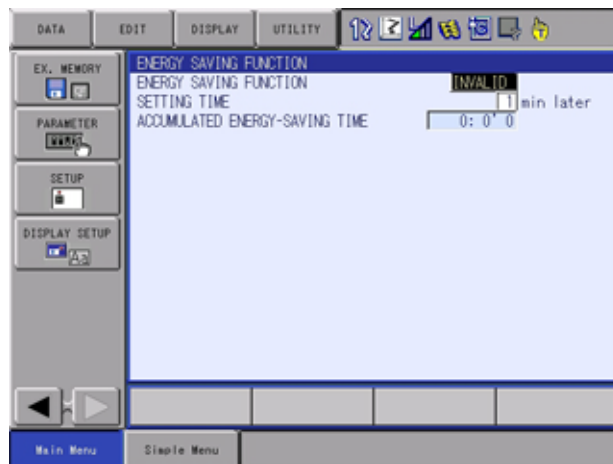 DATA
EDIT
DISPLAY
UTILITY
EX. MEMORY
PARAMETER
SETUP
DISPLAY SETUP
Aa
ENERGY SAVING FUNCTION
ENERGY SAVING FUNCTION INVALID
SETTING TIME 1 min later
ACCUMULATED ENERGY-SAVING TIME 0: 0' 0
Main Menu
Simple Menu